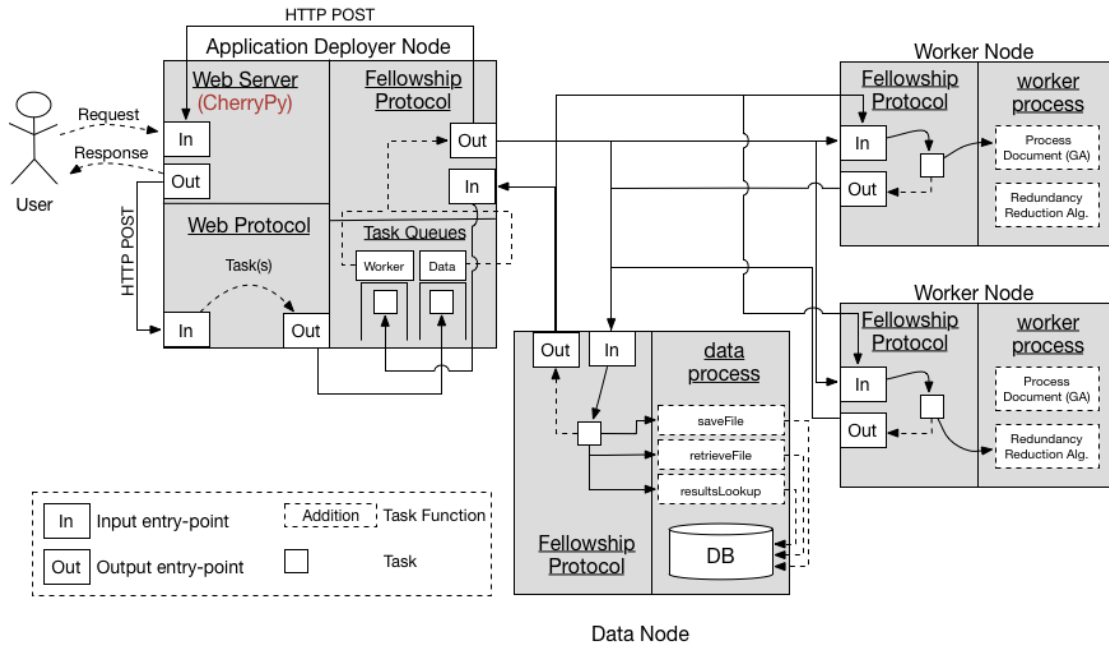 HTTP POST
Application Deployer Node
Web Server
(CherryPy)
Fellowship
Protocol
Request
Response
User
In
Out
Out
In
HTTP POST
Web Protocol
Task(s)
In
Out
Task Queues
Worker
Data
Worker Node
Fellowship
Protocol
worker
process
In
Out
Process
Document (GA)
Redundancy
Reduction Alg.
Worker Node
Fellowship
Protocol
worker
process
In
Out
Process
Document (GA)
Redundancy
Reduction Alg.
Out
In
data
process
saveFile
retrieveFile
resultsLookup
DB
Fellowship
Protocol
Data Node
In
Input entry-point
Out
Output entry-point
Addition
Task Function
Task